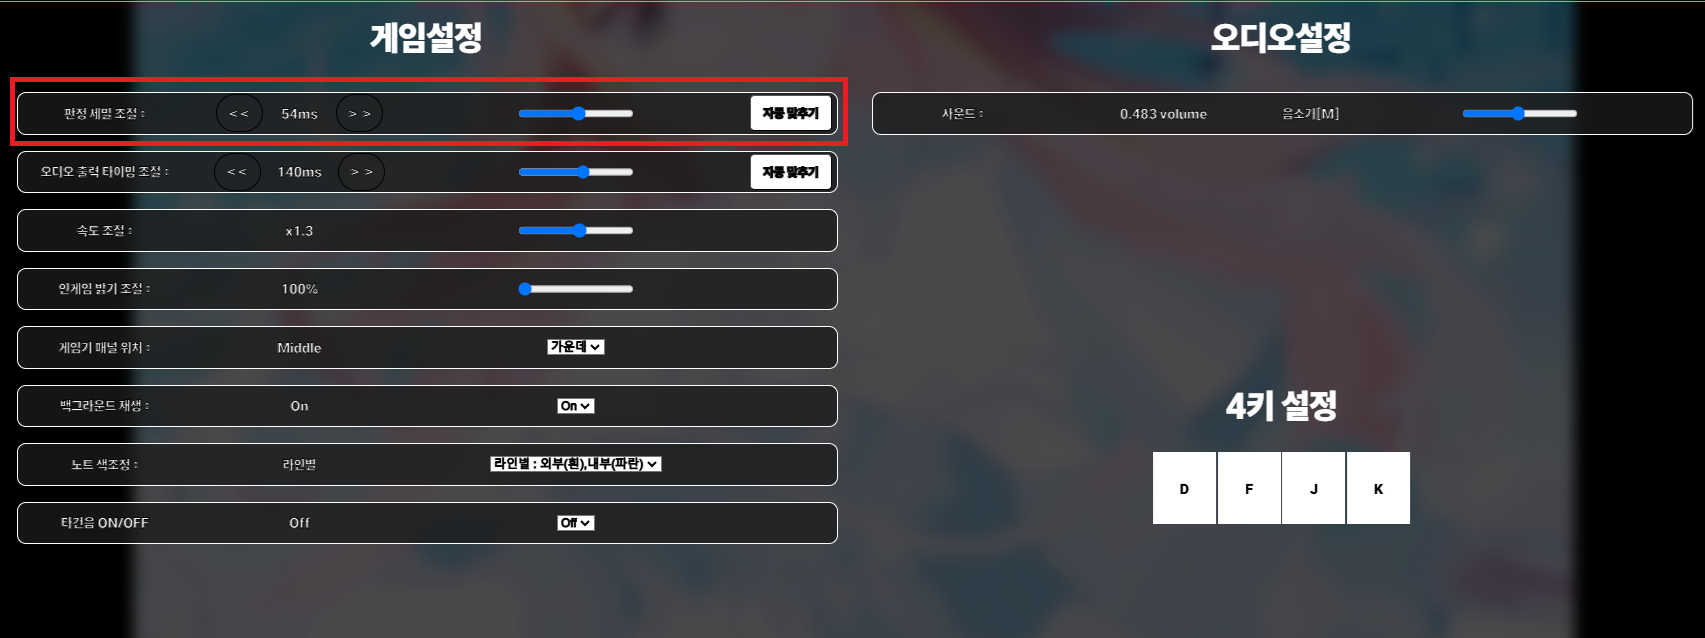 게임설정
판정 세밀 조절 : << 54ms >> 자동 맞추기
오디오 출력 타이밍 조절 : << 140ms >> 자동 맞추기
속도 조절 : x1.3
인게임 밝기 조절 : 100%
게임기 패널 위치 : Middle 가운데
백그라운드 재생 : On On
노트 색조정 : 라인별 라인별 : 외부(흰),내부(파란)
타건음 ON/OFF Off Off
오디오설정
사운드 : 0.483 volume 음소거[M]
4키 설정
D F J K